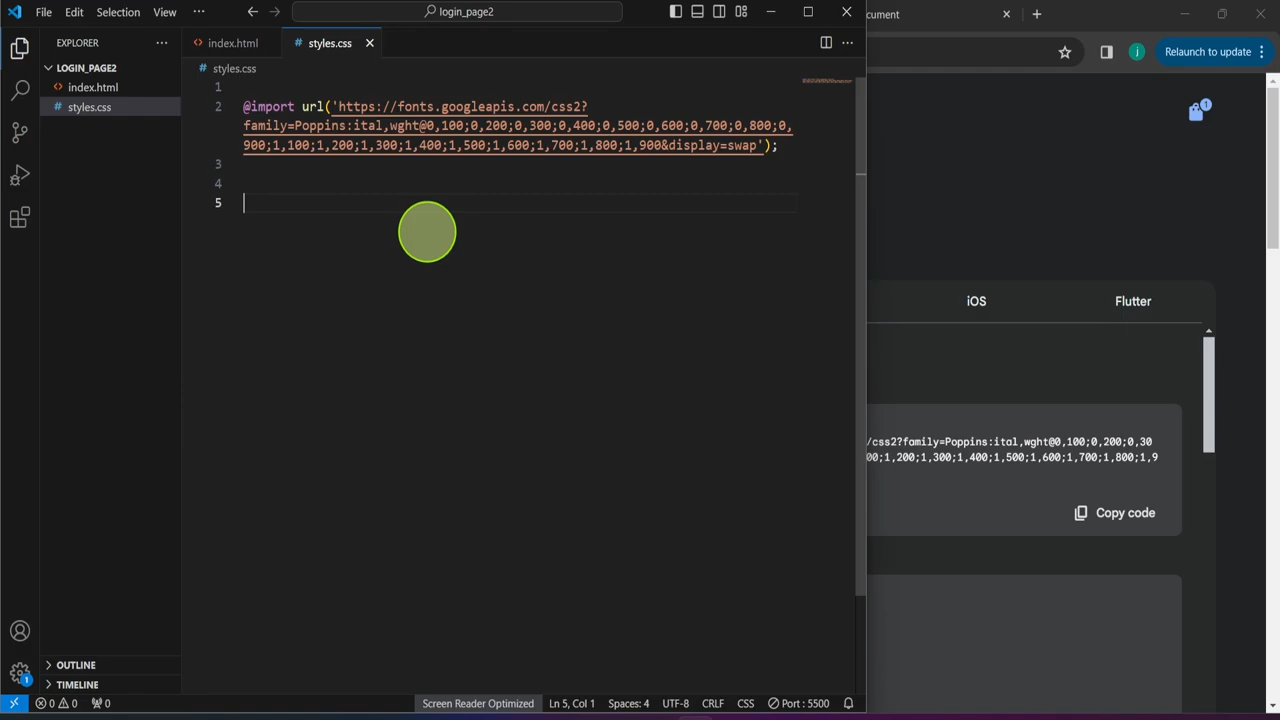 File Edit Selection View ··· login_page2
cument
Relaunch to update
j
EXPLORER
index.html
# styles.css
LOGIN_PAGE2
index.html
# styles.css
# styles.css
1
2 @import url('https://fonts.googleapis.com/css2?
family=Poppins:ital,wght@0,100;0,200;0,300;0,400;0,500;0,600;0,700;0,800;0,
900;1,100;1,200;1,300;1,400;1,500;1,600;1,700;1,800;1,900&display=swap');
3
4
5
1
iOS Flutter
/css2?family=Poppins:ital,wght@0,100;0,200;0,30
00;1,200;1,300;1,400;1,500;1,600;1,700;1,800;1,9
Copy code
OUTLINE
TIMELINE
1
0 0 0
Screen Reader Optimized Ln 5, Col 1 Spaces: 4 UTF-8 CRLF CSS Port : 5500